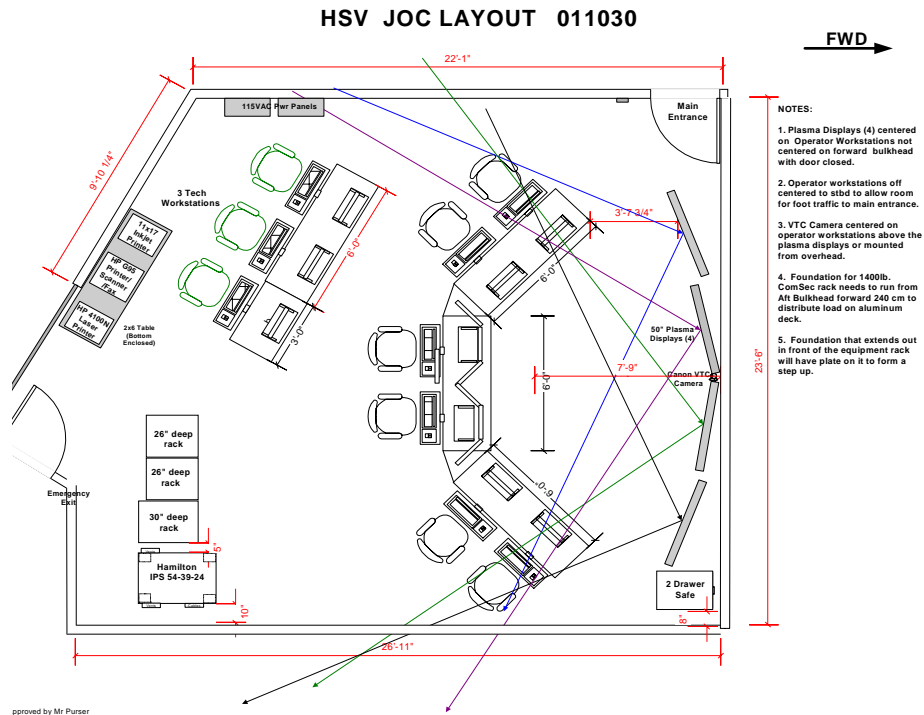 HSV JOC LAYOUT 011030
FWD
22'-1"
115VAC Pwr Panels
Main
Entrance
NOTES:
1. Plasma Displays (4) centered
on Operator Workstations not
centered on forward bulkhead
with door closed.
2. Operator workstations off
centered to stbd to allow room
for foot traffic to main entrance.
3. VTC Camera centered on
operator workstations above the
plasma displays or mounted
from overhead.
4. Foundation for 1400lb.
ComSec rack needs to run from
Aft Bulkhead forward 240 cm to
distribute load on aluminum
deck.
5. Foundation that extends out
in front of the equipment rack
will have plate on it to form a
step up.
9'-10 1/4"
3 Tech
Workstations
11x17
Inkjet
Printer
HP G95
Printer/
Scanner
/Fax
HP 4100N
Laser
Printer
2x6 Table
(Bottom
Enclosed)
6'-0"
3'-0"
6'-0"
3'-7 3/4"
50" Plasma
Displays (4)
7'-9"
Canon VTC
Camera
6'-0"
23'-6"
6'-0"
26" deep
rack
26" deep
rack
30" deep
rack
Emergency
Exit
5"
Hamilton
IPS 54-39-24
10"
2 Drawer
Safe
8"
26'-11"
pproved by Mr Purser